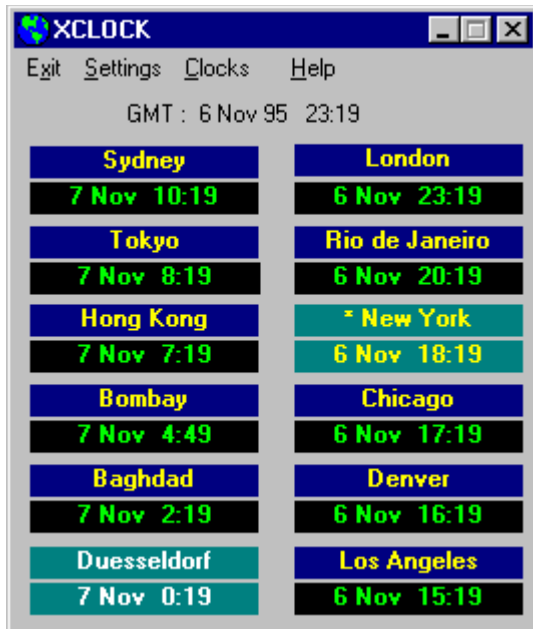 XCLOCK
Exit Settings Clocks Help
GMT : 6 Nov 95 23:19
Sydney
7 Nov 10:19
London
6 Nov 23:19
Tokyo
7 Nov 8:19
Rio de Janeiro
6 Nov 20:19
Hong Kong
7 Nov 7:19
* New York
6 Nov 18:19
Bombay
7 Nov 4:49
Chicago
6 Nov 17:19
Baghdad
7 Nov 2:19
Denver
6 Nov 16:19
Duesseldorf
7 Nov 0:19
Los Angeles
6 Nov 15:19